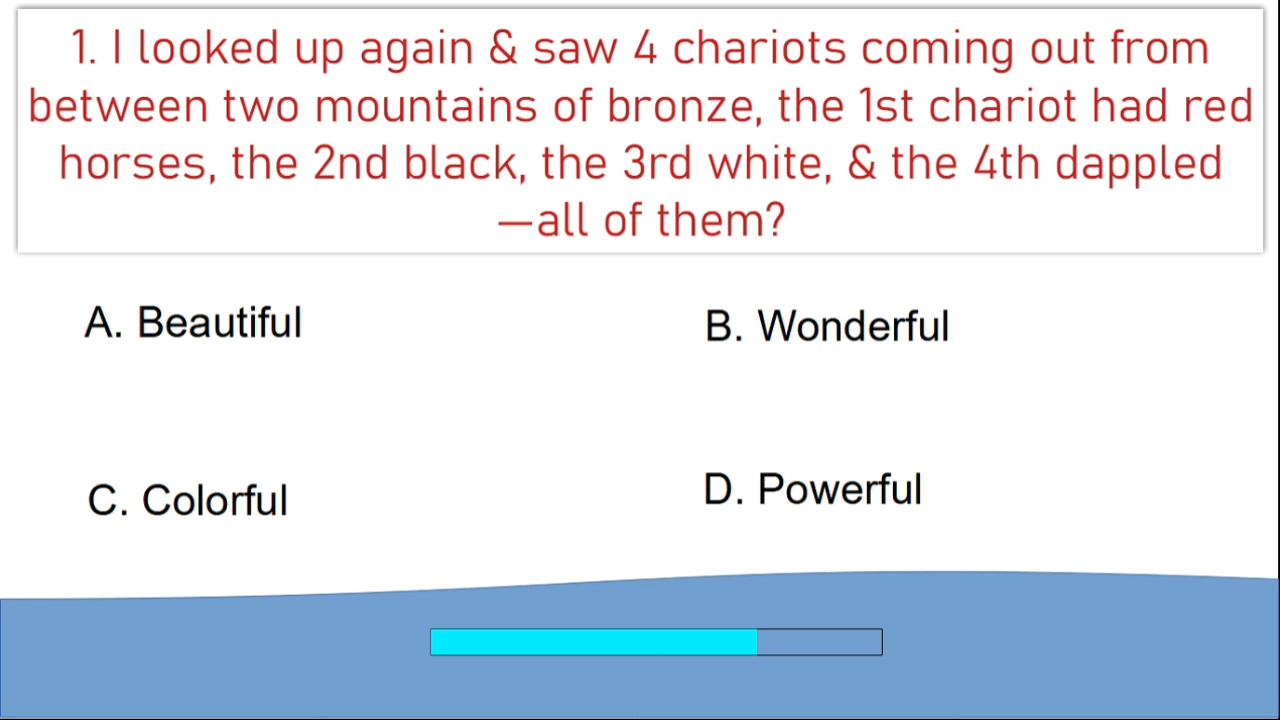 1. I looked up again & saw 4 chariots coming out from
between two mountains of bronze, the 1st chariot had red
horses, the 2nd black, the 3rd white, & the 4th dappled
—all of them?
A. Beautiful
B. Wonderful
C. Colorful
D. Powerful